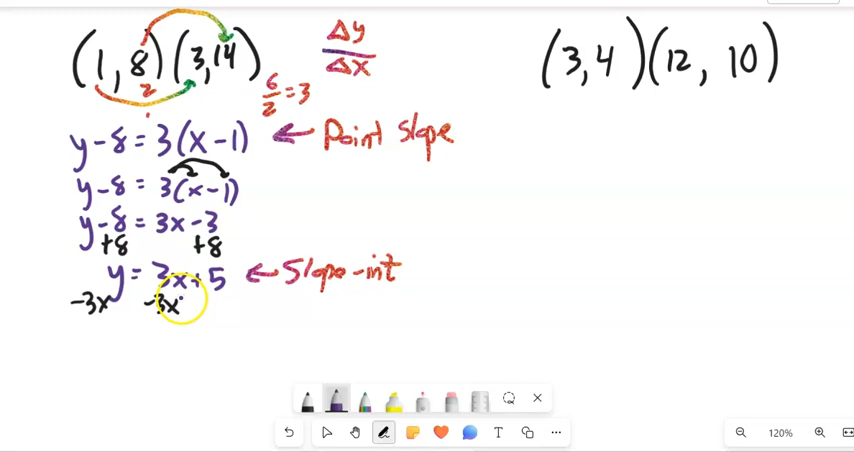 (1, 8)(3, 14)
2
Δy
Δx
6/2 = 3
(3, 4)(12, 10)
y - 8 = 3(x - 1) ← Point Slope
y - 8 = 3(x - 1)
y - 8 = 3x - 3
+8 +8
y = 3x + 5 ← Slope-int
-3x -3x
T
120%